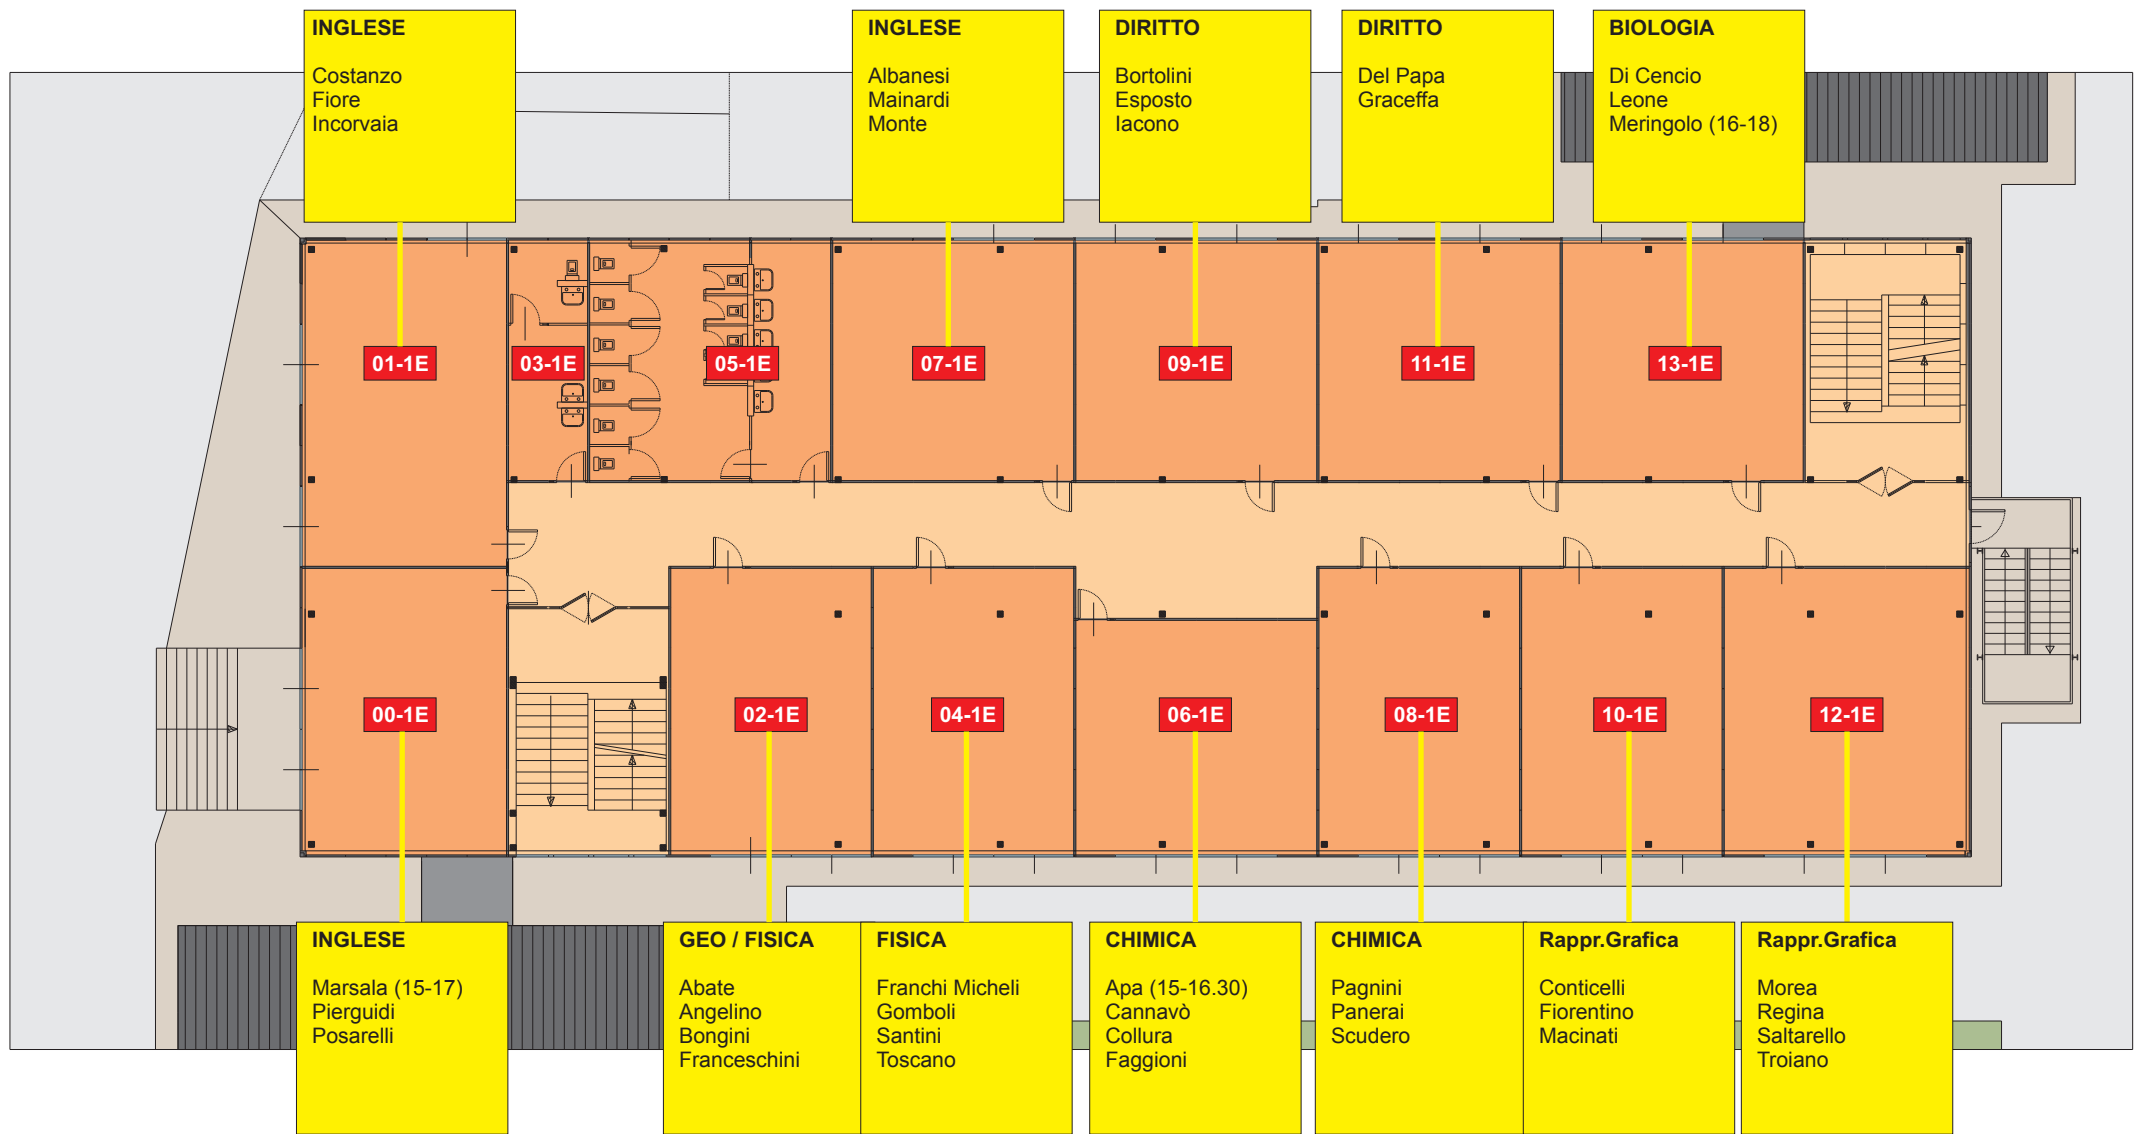 INGLESE
Costanzo
Fiore
Incorvaia
INGLESE
Albanesi
Mainardi
Monte
DIRITTO
Bortolini
Esposto
Iacono
DIRITTO
Del Papa
Graceffa
BIOLOGIA
Di Cencio
Leone
Meringolo (16-18)
01-1E
03-1E
05-1E
07-1E
09-1E
11-1E
13-1E
00-1E
02-1E
04-1E
06-1E
08-1E
10-1E
12-1E
INGLESE
Marsala (15-17)
Pierguidi
Posarelli
GEO / FISICA
Abate
Angelino
Bongini
Franceschini
FISICA
Franchi Micheli
Gomboli
Santini
Toscano
CHIMICA
Apa (15-16.30)
Cannavò
Collura
Faggioni
CHIMICA
Pagnini
Panerai
Scudero
Rappr.Grafica
Conticelli
Fiorentino
Macinati
Rappr.Grafica
Morea
Regina
Saltarello
Troiano